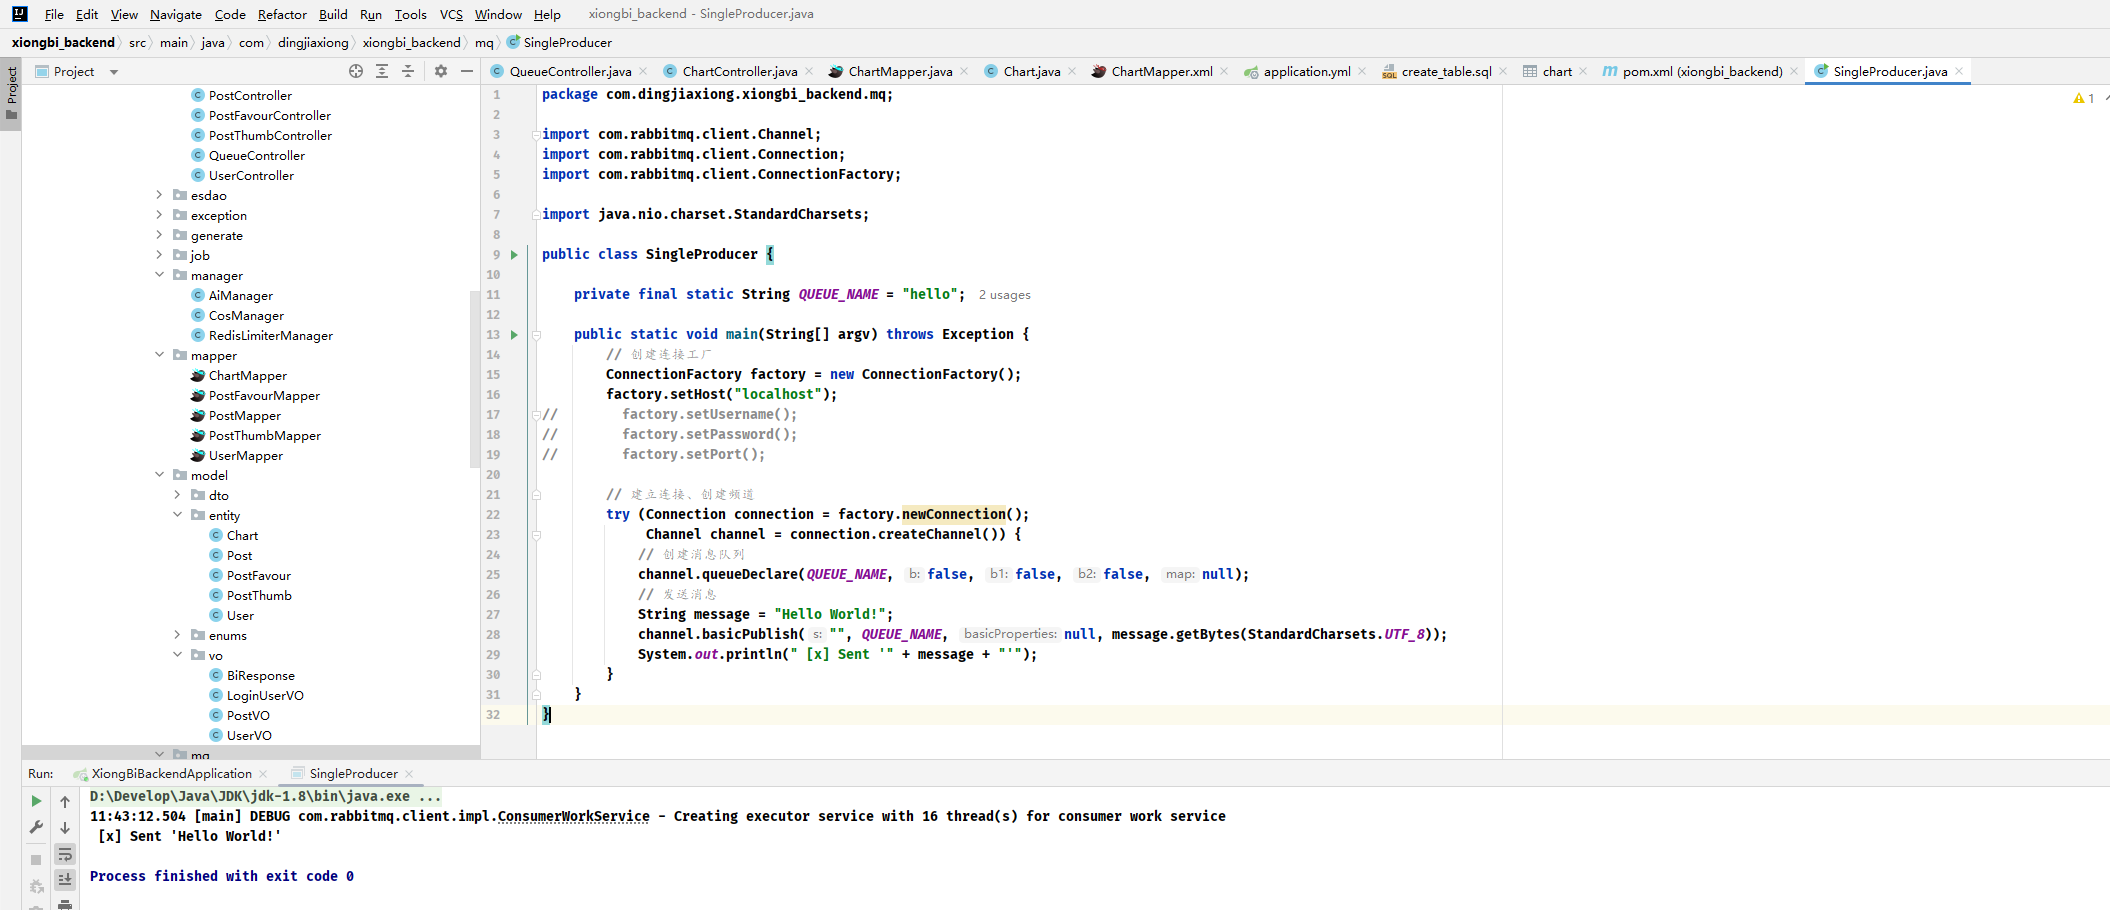 File Edit View Navigate Code Refactor Build Run Tools VCS Window Help xiongbi_backend - SingleProducer.java
xiongbi_backend src main java com dingjiaxiong xiongbi_backend mq SingleProducer
Project
Project
QueueController.java ChartController.java ChartMapper.java Chart.java ChartMapper.xml application.yml create_table.sql chart pom.xml (xiongbi_backend) SingleProducer.java
PostController
PostFavourController
PostThumbController
QueueController
UserController
esdao
exception
generate
job
manager
AiManager
CosManager
RedisLimiterManager
mapper
ChartMapper
PostFavourMapper
PostMapper
PostThumbMapper
UserMapper
model
dto
entity
Chart
Post
PostFavour
PostThumb
User
enums
vo
BiResponse
LoginUserVO
PostVO
UserVO
mq
1 package com.dingjiaxiong.xiongbi_backend.mq;
2
3 import com.rabbitmq.client.Channel;
4 import com.rabbitmq.client.Connection;
5 import com.rabbitmq.client.ConnectionFactory;
6
7 import java.nio.charset.StandardCharsets;
8
9 public class SingleProducer {
10
11 private final static String QUEUE_NAME = "hello"; 2 usages
12
13 public static void main(String[] argv) throws Exception {
14 // 创建连接工厂
15 ConnectionFactory factory = new ConnectionFactory();
16 factory.setHost("localhost");
17 // factory.setUsername();
18 // factory.setPassword();
19 // factory.setPort();
20
21 // 建立连接、创建频道
22 try (Connection connection = factory.newConnection();
23 Channel channel = connection.createChannel()) {
24 // 创建消息队列
25 channel.queueDeclare(QUEUE_NAME, b: false, b1: false, b2: false, map: null);
26 // 发送消息
27 String message = "Hello World!";
28 channel.basicPublish( s: "", QUEUE_NAME, basicProperties: null, message.getBytes(StandardCharsets.UTF_8));
29 System.out.println(" [x] Sent '" + message + "'");
30 }
31 }
32 }
1
Run: XiongBiBackendApplication SingleProducer
D:\Develop\Java\JDK\jdk-1.8\bin\java.exe ...
11:43:12.504 [main] DEBUG com.rabbitmq.client.impl.ConsumerWorkService - Creating executor service with 16 thread(s) for consumer work service
[x] Sent 'Hello World!'
Process finished with exit code 0